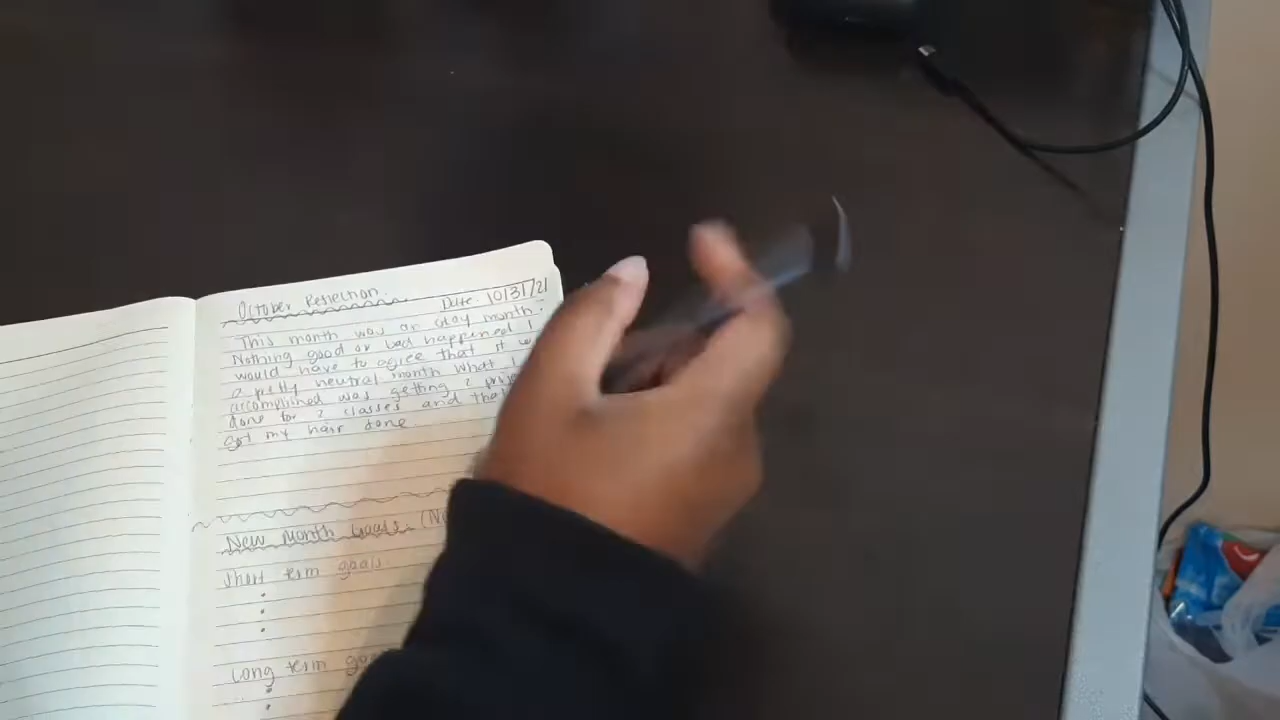 October Reflection
Date: 10/31/21
This month was an okay month.
Nothing good or bad happened. I
would have to agree that it
a pretty neutral month what I
accomplished was getting 2
done for 2 classes and
got my hair done.
New Month Goals (
Short term goals
Long term